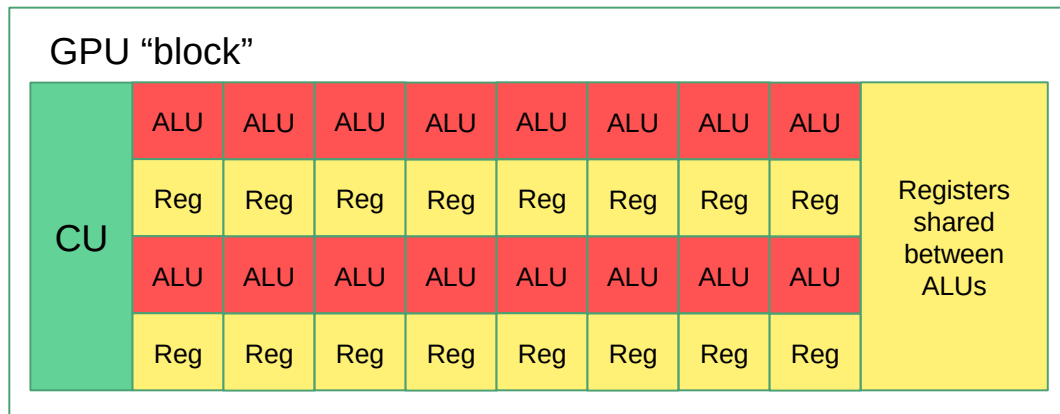 GPU “block”
CU
ALU ALU ALU ALU ALU ALU ALU ALU
Reg Reg Reg Reg Reg Reg Reg Reg
ALU ALU ALU ALU ALU ALU ALU ALU
Reg Reg Reg Reg Reg Reg Reg Reg
Registers
shared
between
ALUs